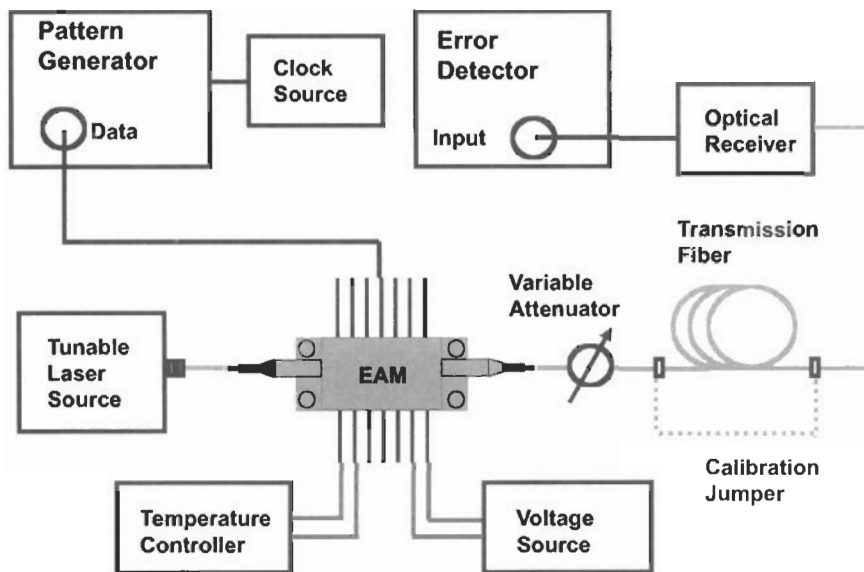 Pattern
Generator
Data
Clock
Source
Error
Detector
Input
Optical
Receiver
Transmission
Fiber
Variable
Attenuator
Tunable
Laser
Source
EAM
Calibration
Jumper
Temperature
Controller
Voltage
Source